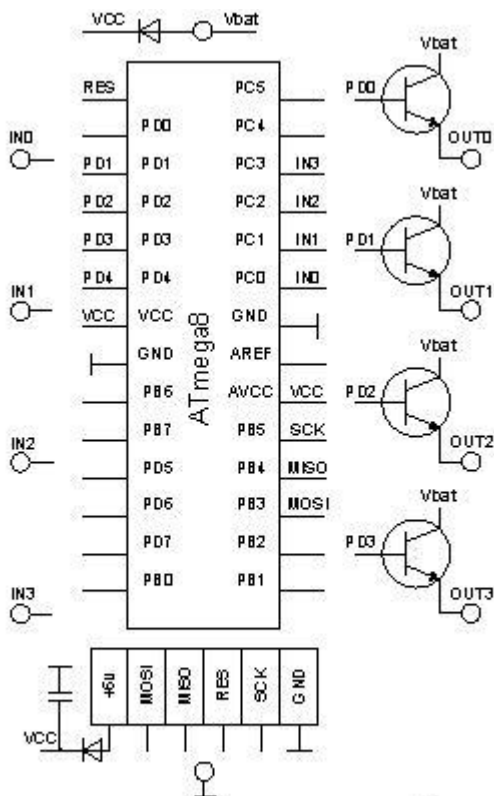 VCC Vbat
RES PC5
PD0 PC4
IN0
PD1 PD1 PC3 IN3
PD2 PD2 PC2 IN2
PD3 PD3 PC1 IN1
PD4 PD4 PC0 IN0
IN1
VCC VCC GND
GND AREF
PB6 AVCC VCC
PB7 PB5 SCK
IN2
PD5 PB4 MISO
PD6 PB3 MOSI
PD7 PB2
PB0 PB1
IN3
ATmega8
Vbat
PD0
OUT0
Vbat
PD1
OUT1
Vbat
PD2
OUT2
Vbat
PD3
OUT3
+6u MOSI MISO RES SCK GND
VCC